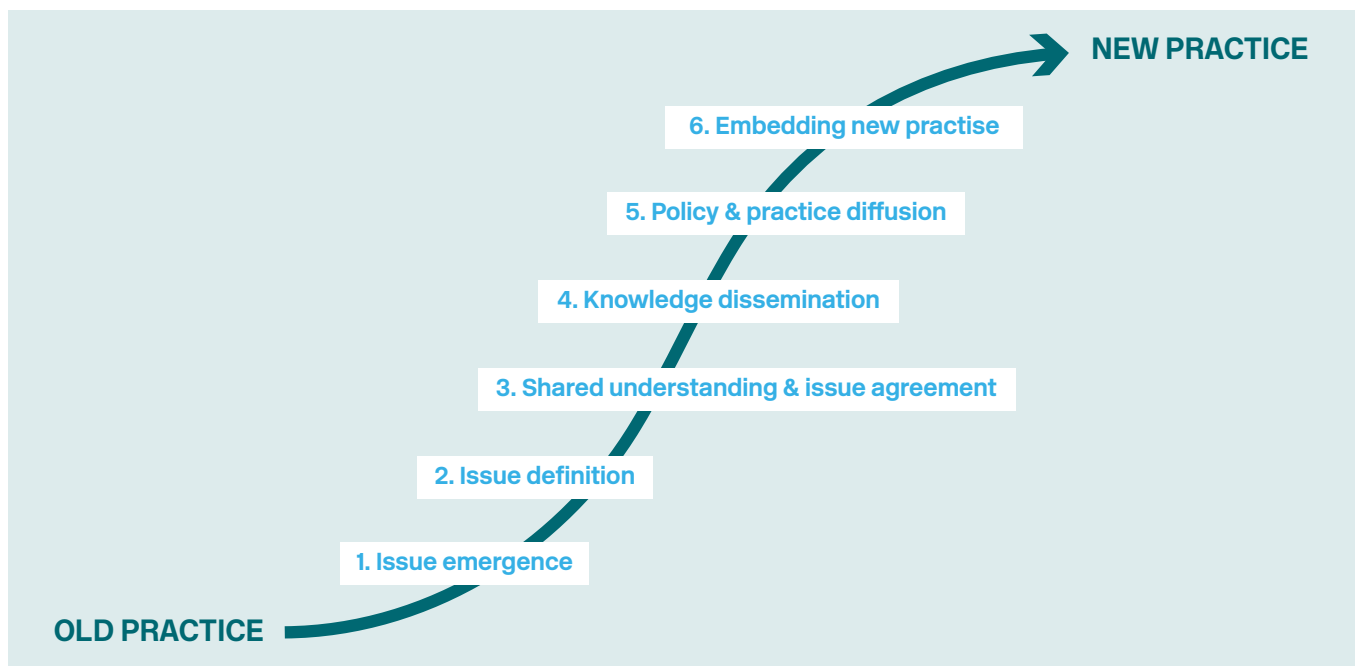 NEW PRACTICE
6. Embedding new practise
5. Policy & practice diffusion
4. Knowledge dissemination
3. Shared understanding & issue agreement
2. Issue definition
1. Issue emergence
OLD PRACTICE